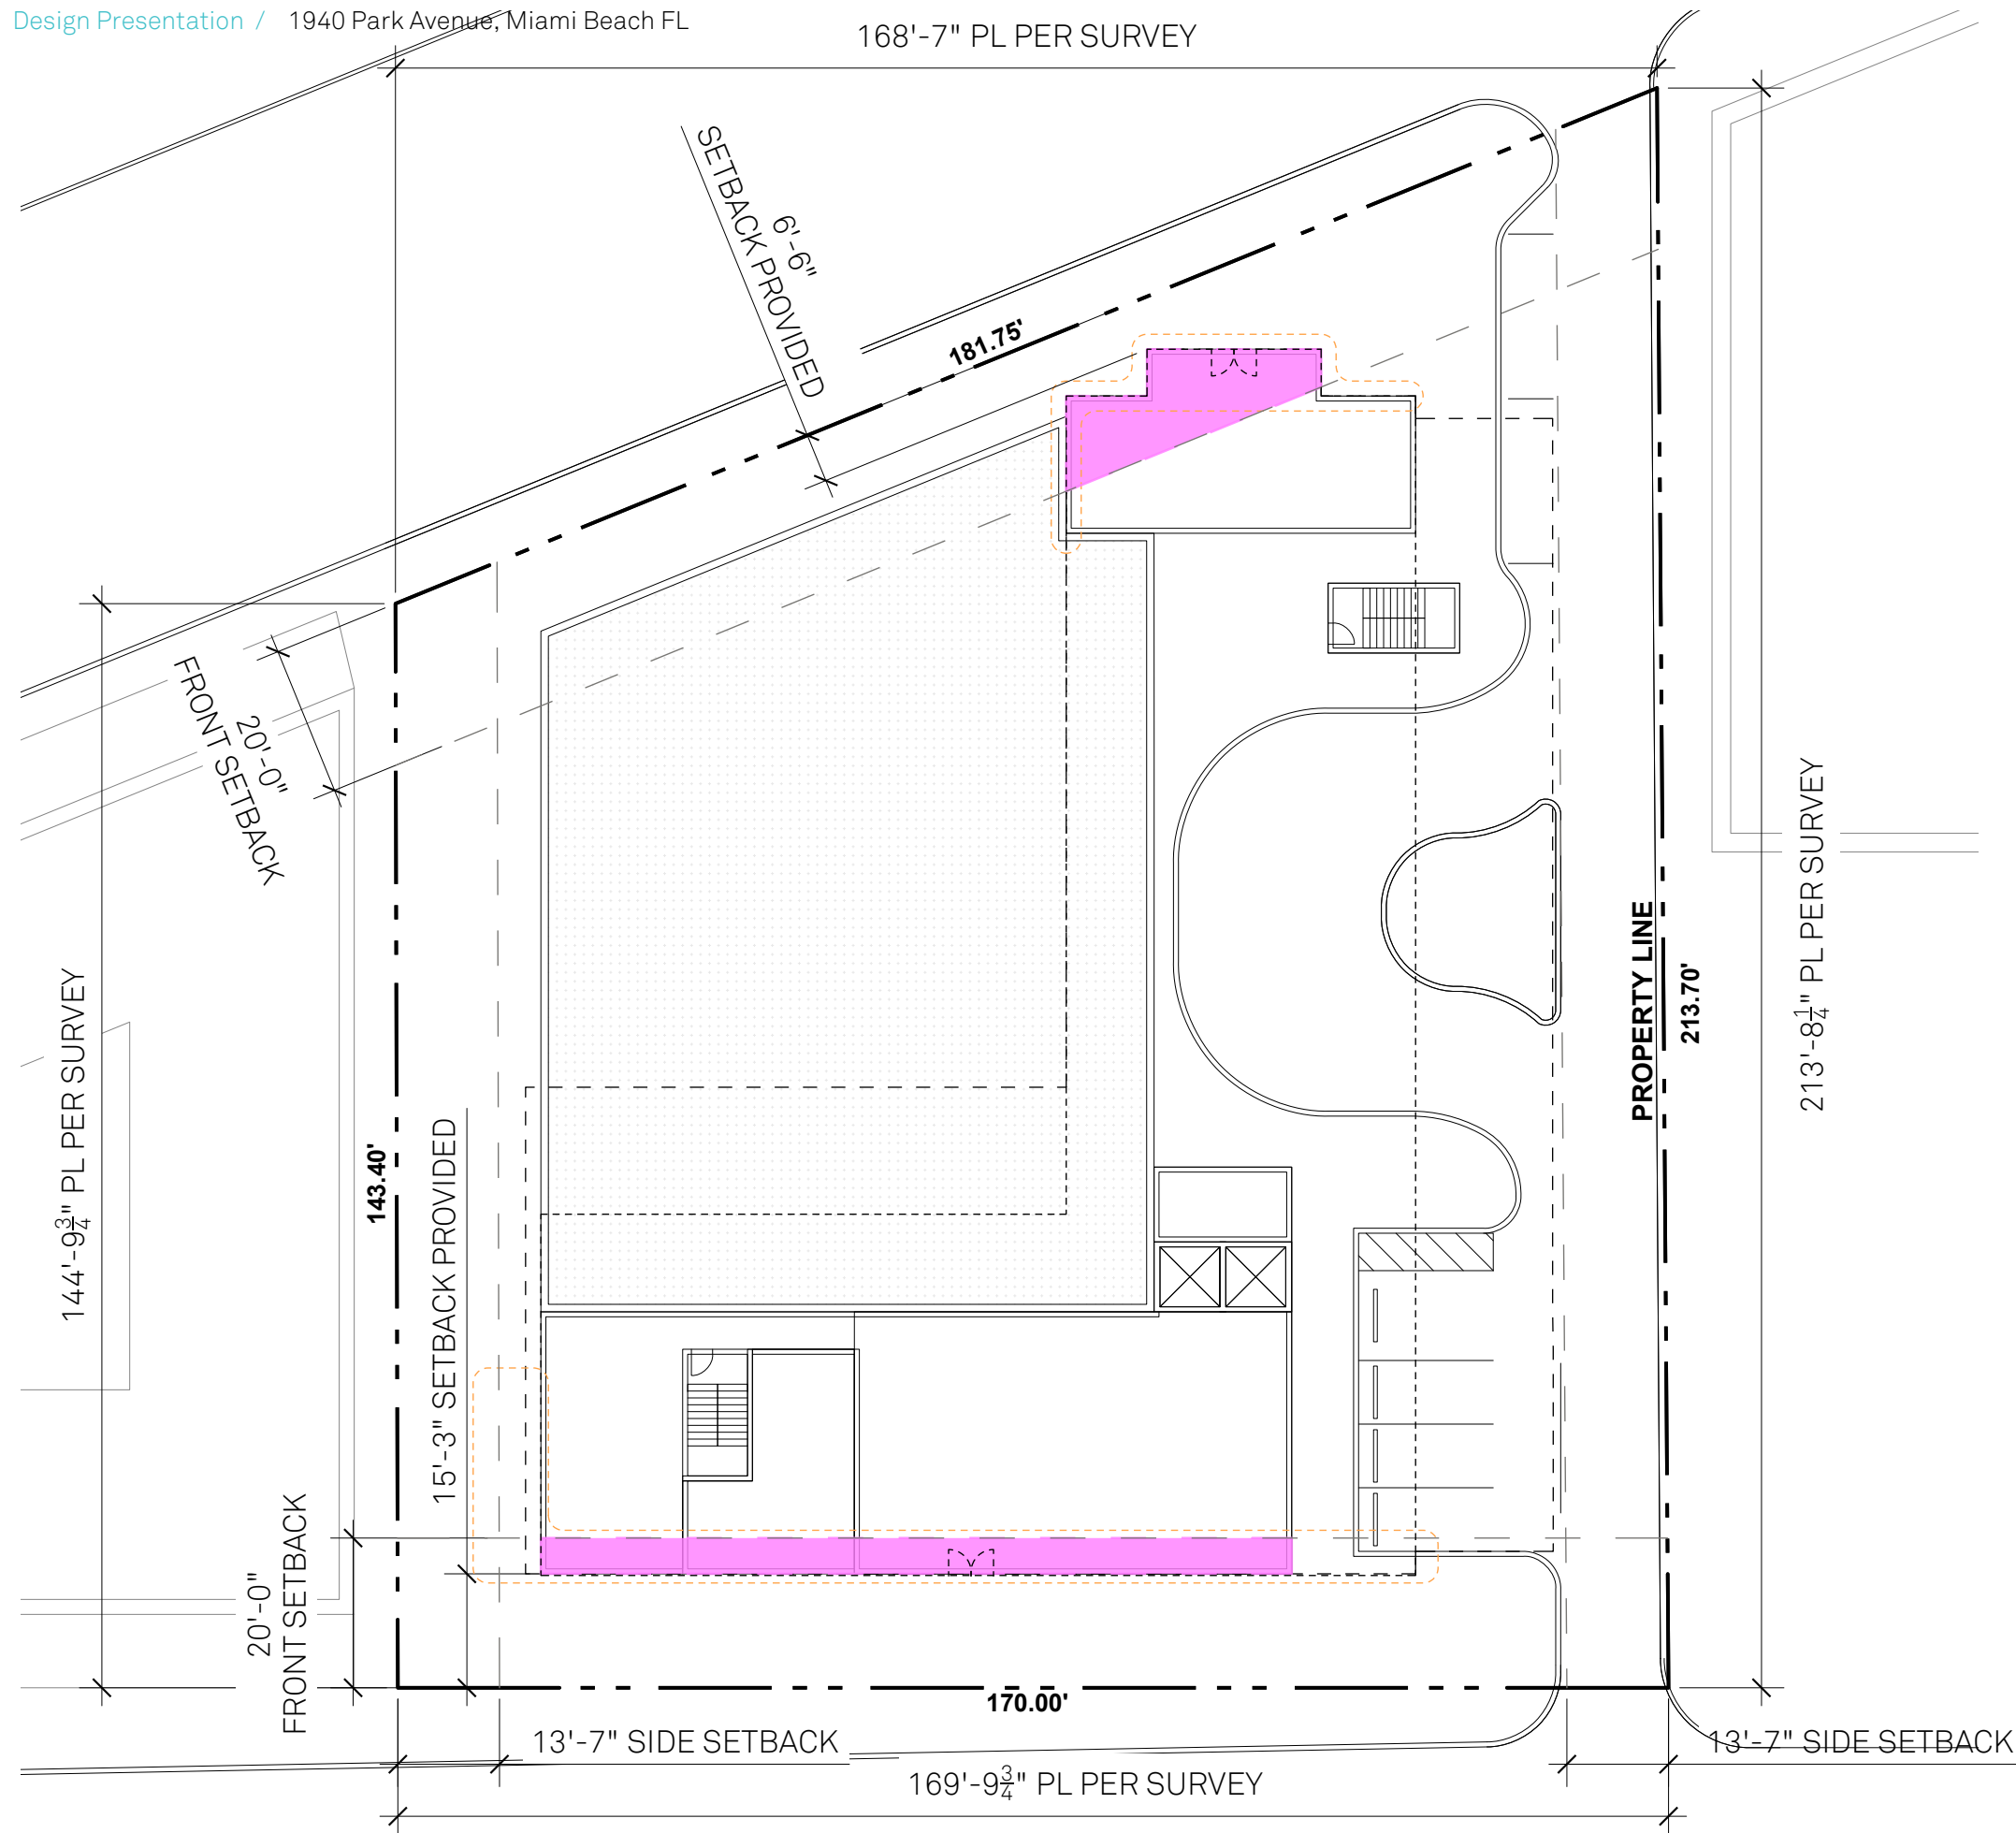 Design Presentation / 1940 Park Avenue, Miami Beach FL
168'-7" PL PER SURVEY
6'-6"
SETBACK PROVIDED
181.75'
20'-0"
FRONT SETBACK
144'-9¾" PL PER SURVEY
143.40'
15'-3" SETBACK PROVIDED
PROPERTY LINE
213.70'
213'-8¼" PL PER SURVEY
20'-0"
FRONT SETBACK
170.00'
13'-7" SIDE SETBACK
13'-7" SIDE SETBACK
169'-9¾" PL PER SURVEY